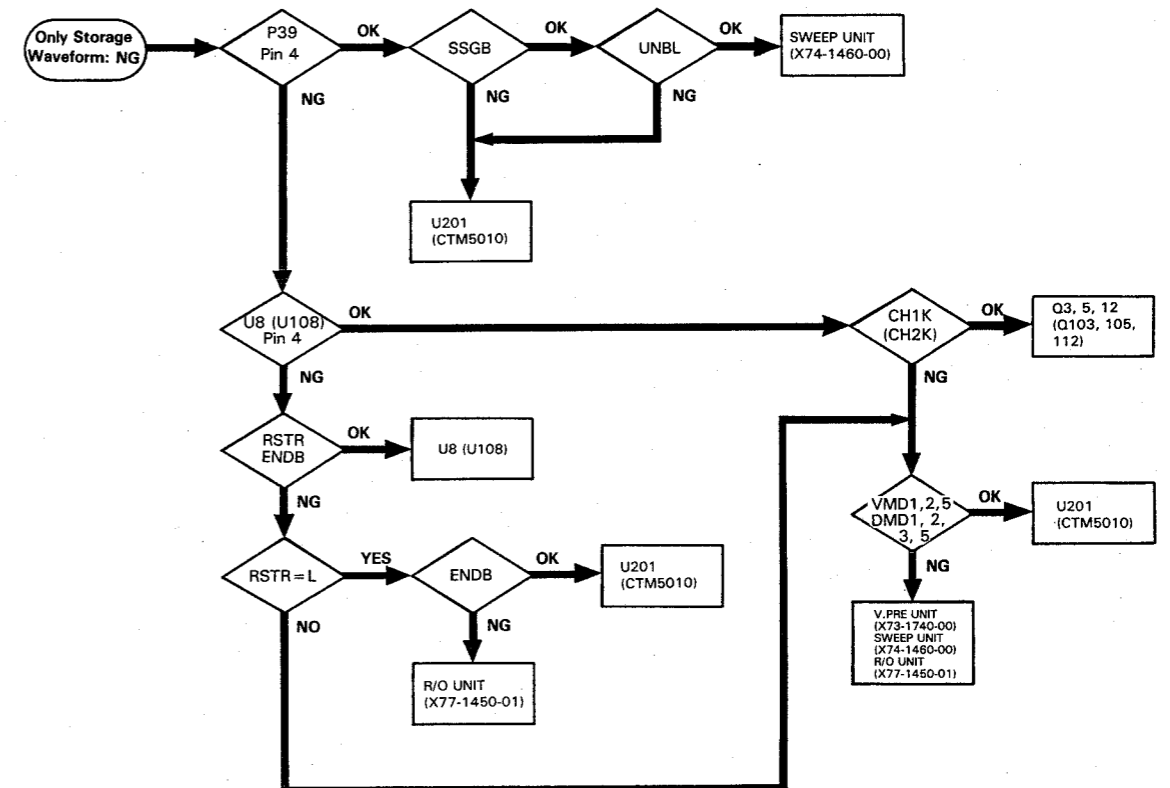 Only Storage
Waveform: NG
P39
Pin 4
OK
NG
SSGB
OK
NG
UNBL
OK
NG
SWEEP UNIT
(X74-1460-00)
U201
(CTM5010)
U8 (U108)
Pin 4
OK
NG
CH1K
(CH2K)
OK
NG
Q3, 5, 12
(Q103, 105,
112)
RSTR
ENDB
OK
NG
U8 (U108)
VMD1,2,5
DMD1, 2,
3, 5
OK
NG
U201
(CTM5010)
RSTR=L
YES
NO
ENDB
OK
NG
U201
(CTM5010)
R/O UNIT
(X77-1450-01)
V.PRE UNIT
(X73-1740-00)
SWEEP UNIT
(X74-1460-00)
R/O UNIT
(X77-1450-01)